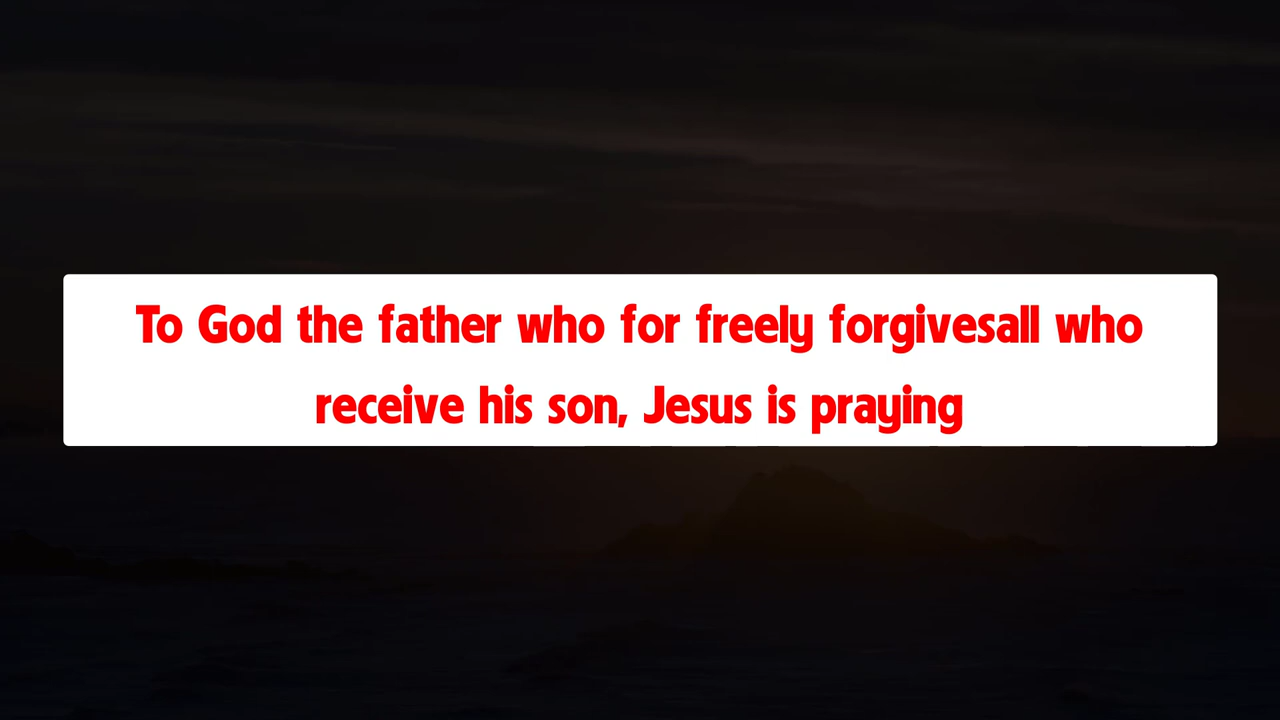 To God the father who for freely forgivesall who
receive his son, Jesus is praying